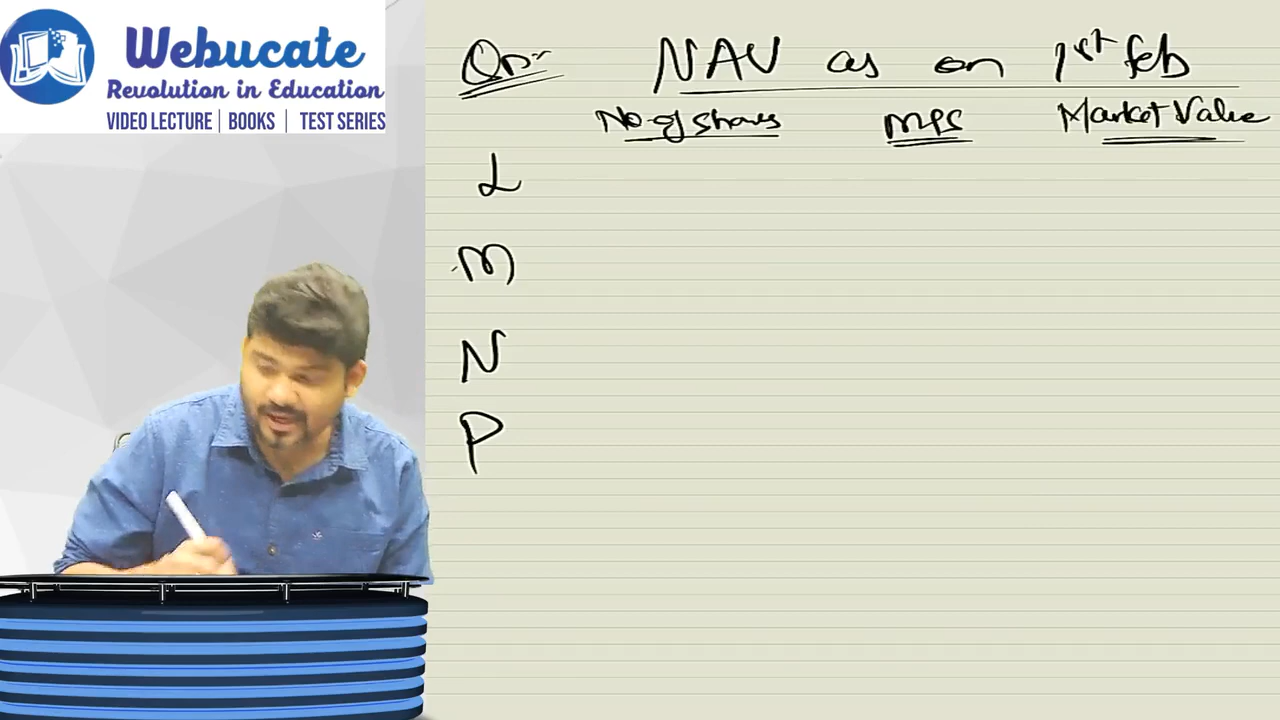 Webucate
Revolution in Education
VIDEO LECTURE | BOOKS | TEST SERIES
Qn:-
NAV as on 1st Feb
No of Shares MPS Market Value
L
M
N
P